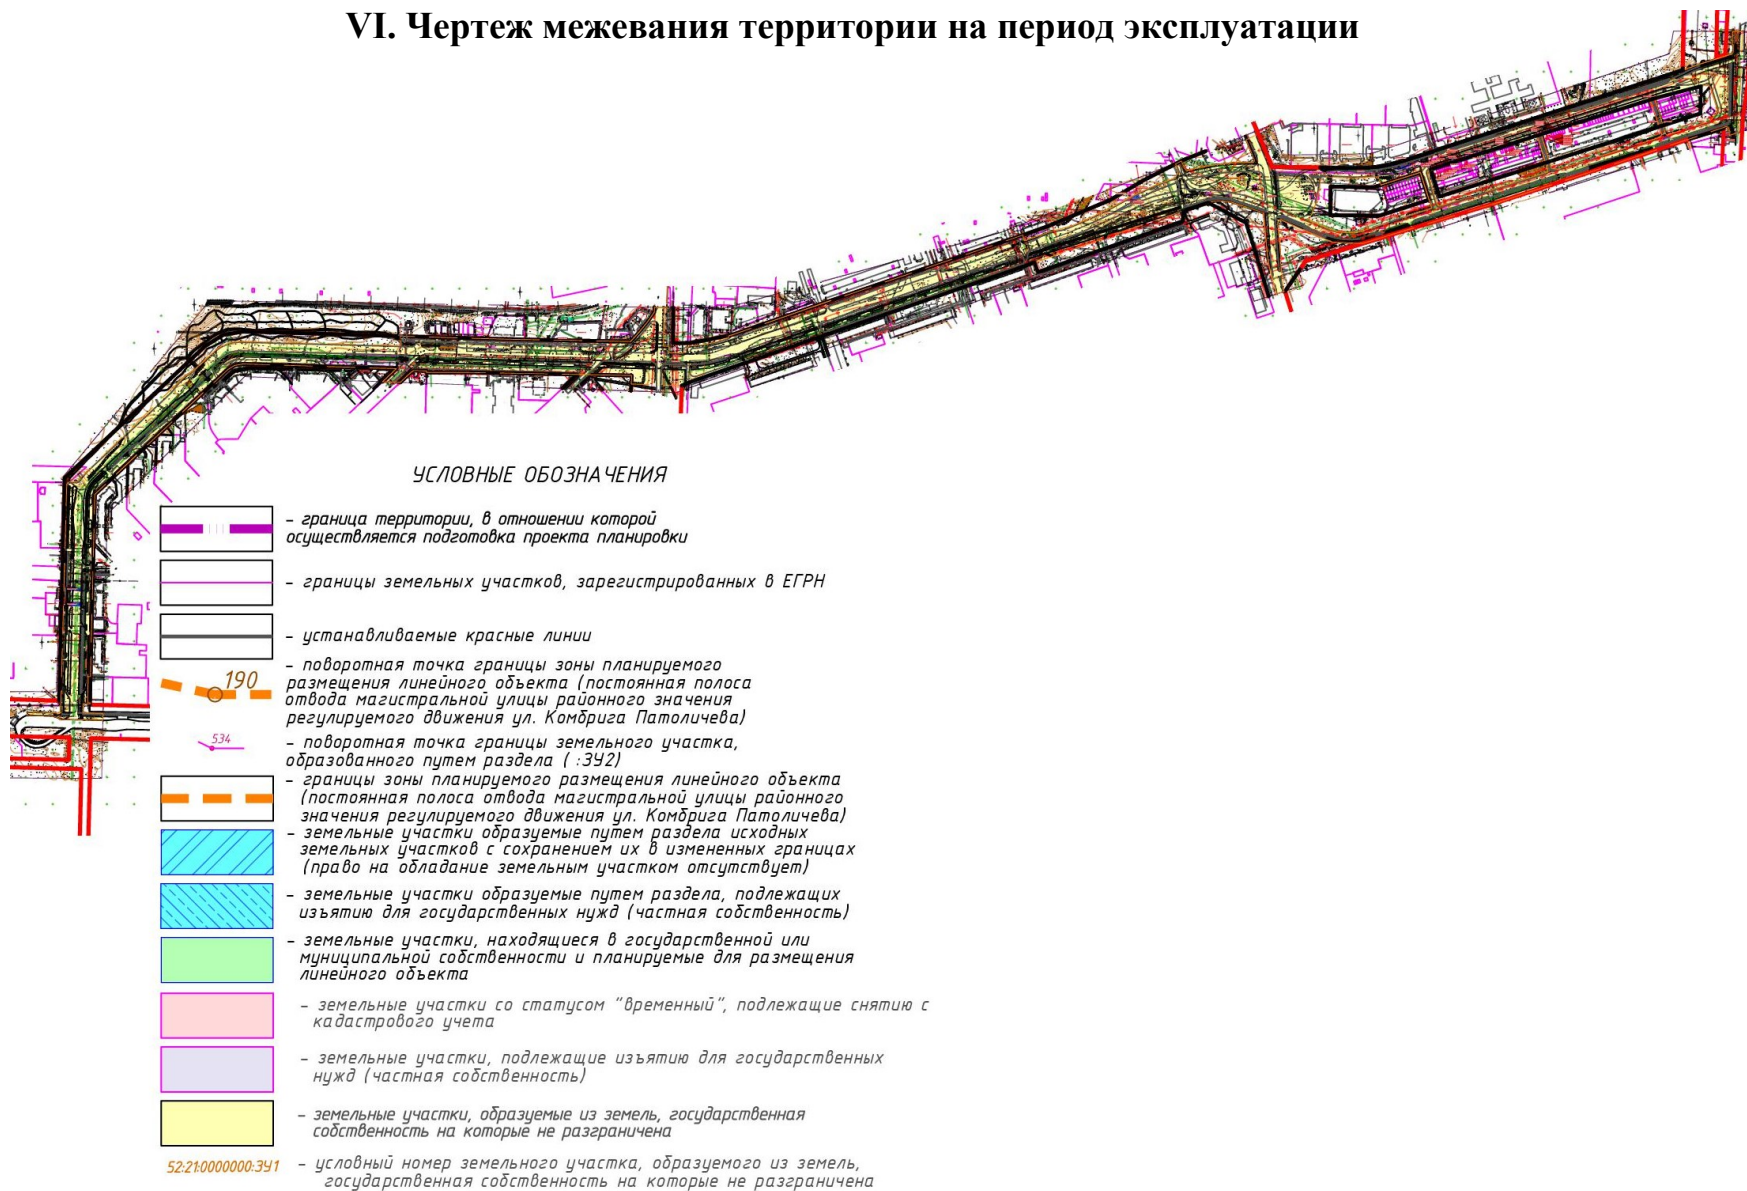 VI. Чертеж межевания территории на период эксплуатации
УСЛОВНЫЕ ОБОЗНАЧЕНИЯ
- граница территории, в отношении которой
осуществляется подготовка проекта планировки
- границы земельных участков, зарегистрированных в ЕГРН
- устанавливаемые красные линии
190
- поворотная точка границы зоны планируемого
размещения линейного объекта (постоянная полоса
отвода магистральной улицы районного значения
регулируемого движения ул. Комбрига Патоличева)
534
- поворотная точка границы земельного участка,
образованного путем раздела ( :ЗУ2)
- границы зоны планируемого размещения линейного объекта
(постоянная полоса отвода магистральной улицы районного
значения регулируемого движения ул. Комбрига Патоличева)
- земельные участки образуемые путем раздела исходных
земельных участков с сохранением их в измененных границах
(право на обладание земельным участком отсутствует)
- земельные участки образуемые путем раздела, подлежащих
изъятию для государственных нужд (частная собственность)
- земельные участки, находящиеся в государственной или
муниципальной собственности и планируемые для размещения
линейного объекта
- земельные участки со статусом "временный", подлежащие снятию с
кадастрового учета
- земельные участки, подлежащие изъятию для государственных
нужд (частная собственность)
- земельные участки, образуемые из земель, государственная
собственность на которые не разграничена
52:21:0000000:ЗУ1
- условный номер земельного участка, образуемого из земель,
государственная собственность на которые не разграничена